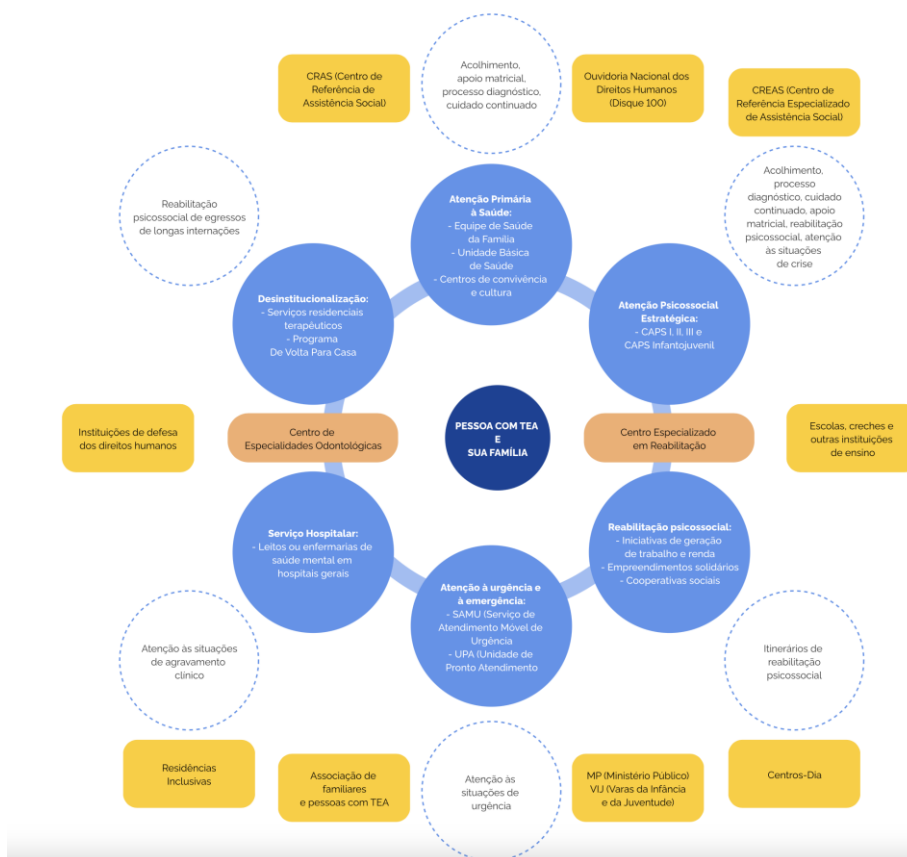 CRAS (Centro de
Referência de
Assistência Social)
Acolhimento,
apoio matricial,
processo diagnóstico,
cuidado continuado
Ouvidoria Nacional dos
Direitos Humanos
(Disque 100)
CREAS (Centro de
Referência Especializado
de Assistência Social)
Reabilitação
psicossocial de egressos
de longas internações
Atenção Primária
à Saúde:
- Equipe de Saúde
da Família
- Unidade Básica
de Saúde
- Centros de convivência
e cultura
Acolhimento,
processo
diagnóstico, cuidado
continuado, apoio
matricial, reabilitação
psicossocial, atenção
às situações
de crise
Desinstitucionalização:
- Serviços residenciais
terapêuticos
- Programa
De Volta Para Casa
Atenção Psicossocial
Estratégica:
- CAPS I, II, III e
CAPS Infantojuvenil
Instituições de defesa
dos direitos humanos
Centro de
Especialidades Odontológicas
PESSOA COM TEA
E
SUA FAMÍLIA
Centro Especializado
em Reabilitação
Escolas, creches e
outras instituições
de ensino
Serviço Hospitalar:
- Leitos ou enfermarias de
saúde mental em
hospitais gerais
Reabilitação psicossocial:
- Iniciativas de geração
de trabalho e renda
- Empreendimentos solidários
- Cooperativas sociais
Atenção à urgência e
à emergência:
- SAMU (Serviço de
Atendimento Móvel de
Urgência
- UPA (Unidade de
Pronto Atendimento
Atenção às situações
de agravamento
clínico
Itinerários de
reabilitação
psicossocial
Residências
Inclusivas
Associação de
familiares
e pessoas com TEA
Atenção às
situações de
urgência
MP (Ministério Público)
VIJ (Varas da Infância
e da Juventude)
Centros-Dia